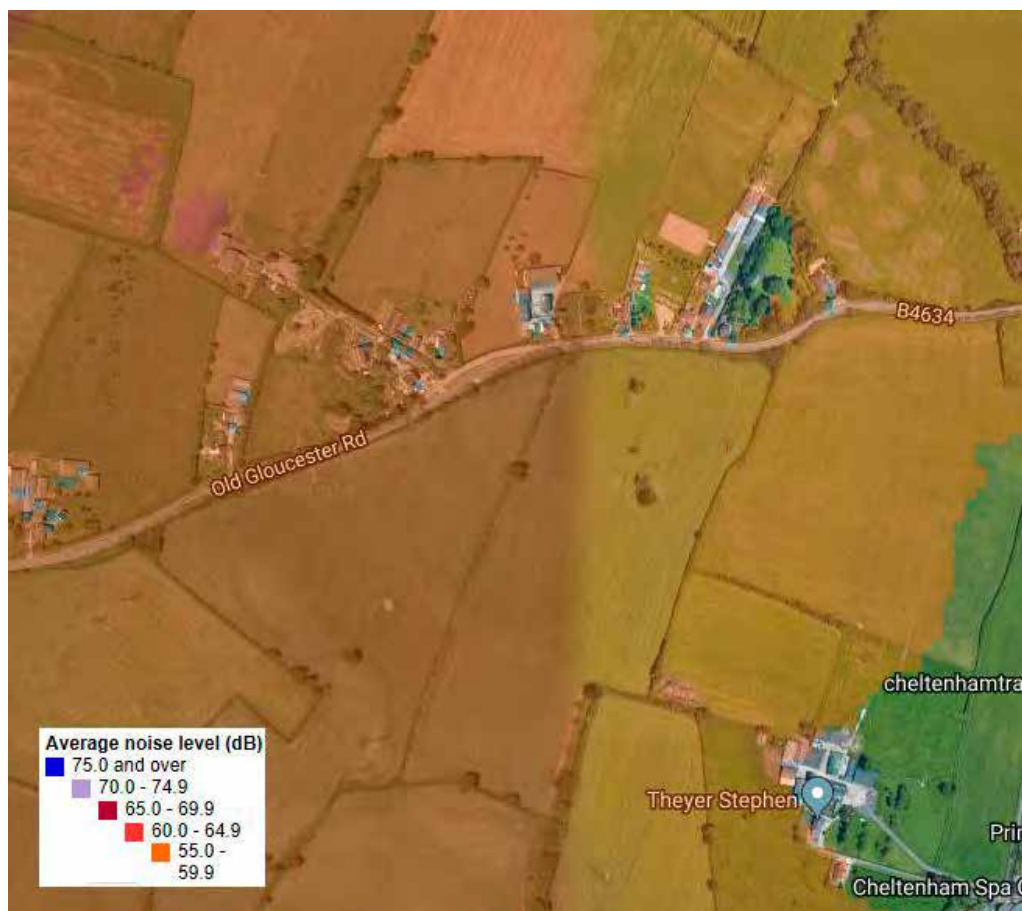 B4634
Old Gloucester Rd
cheltenhamtra
Average noise level (dB)
75.0 and over
70.0 - 74.9
65.0 - 69.9
60.0 - 64.9
55.0 -
59.9
Theyer Stephen
Prin
Cheltenham Spa